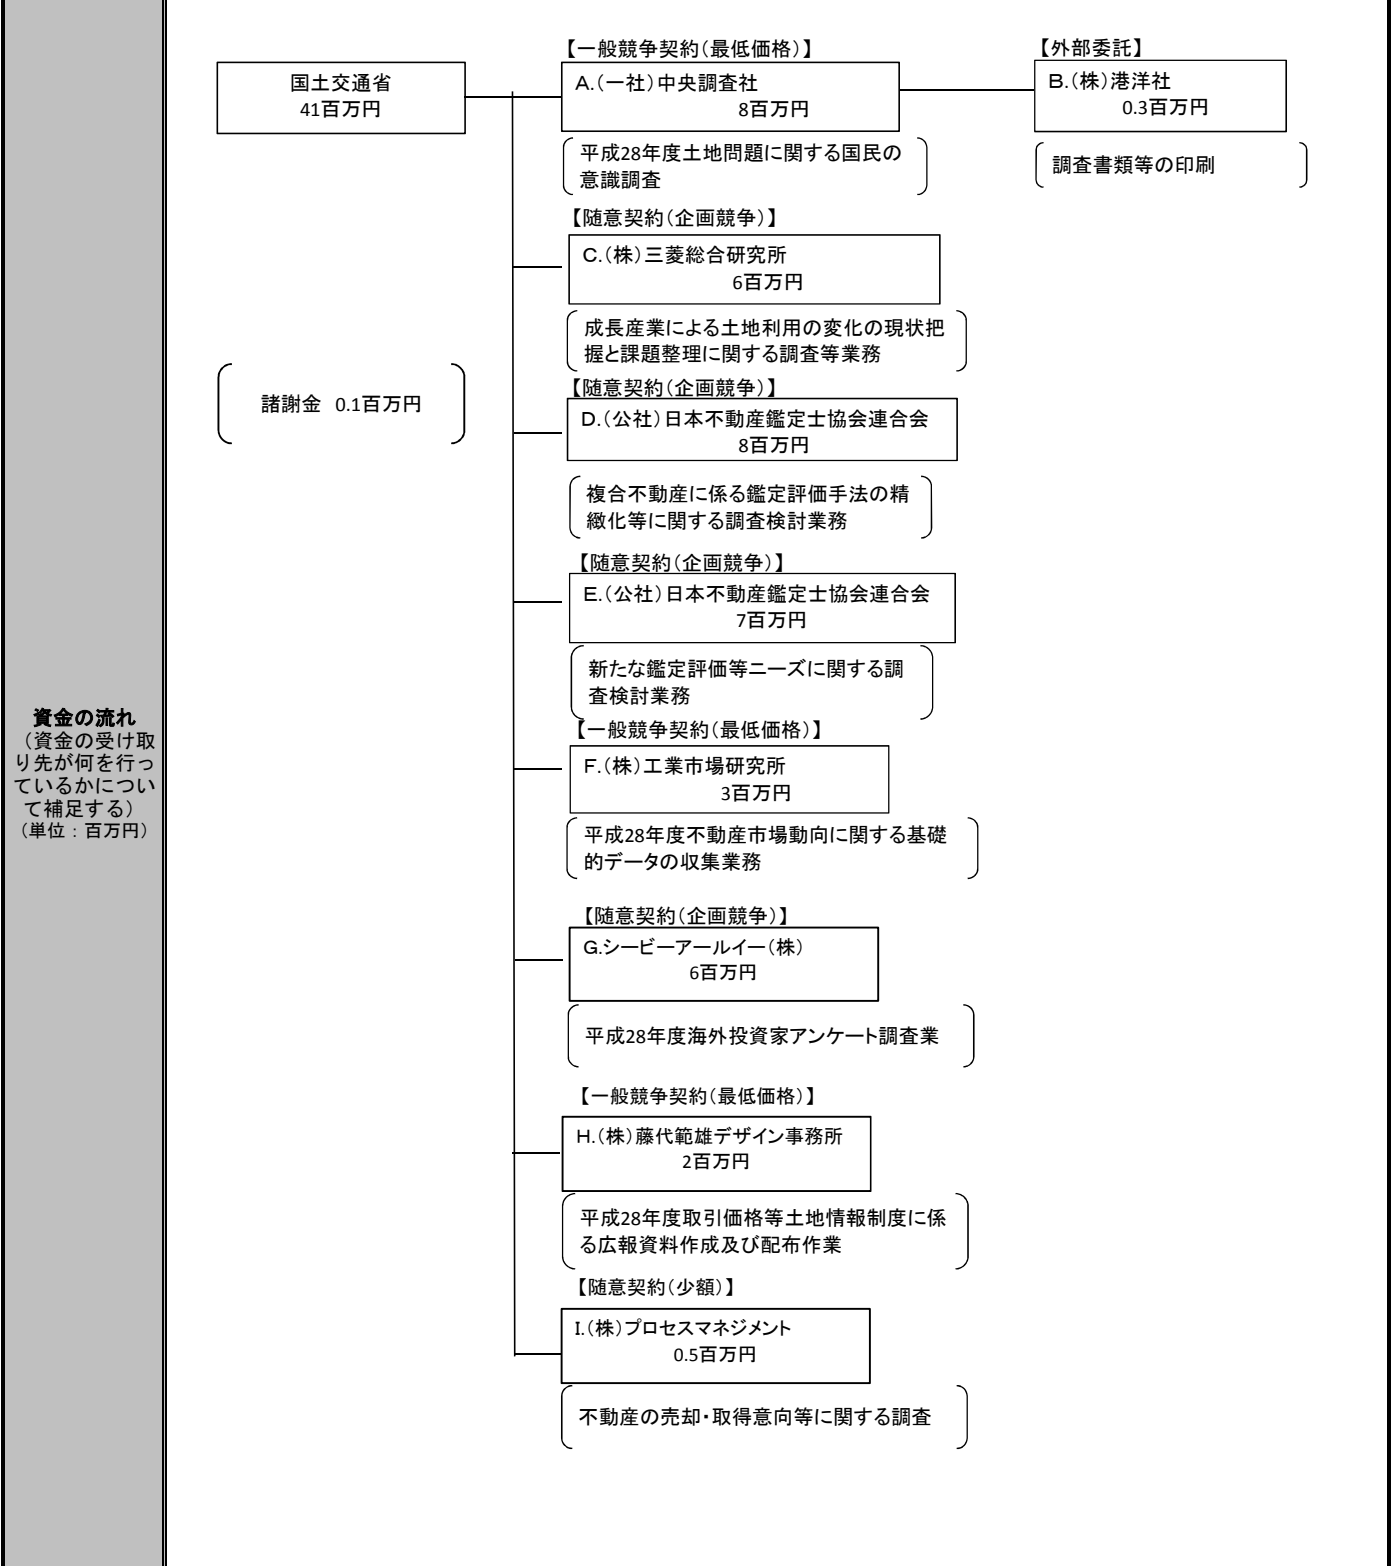 資金の流れ
（資金の受け取
り先が何を行っ
ているかについ
て補足する）
（単位：百万円）
国土交通省
41百万円
諸謝金 0.1百万円
【一般競争契約(最低価格)】
A.(一社)中央調査社
8百万円
平成28年度土地問題に関する国民の
意識調査
【外部委託】
B.(株)港洋社
0.3百万円
調査書類等の印刷
【随意契約(企画競争)】
C.(株)三菱総合研究所
6百万円
成長産業による土地利用の変化の現状把
握と課題整理に関する調査等業務
【随意契約(企画競争)】
D.(公社)日本不動産鑑定士協会連合会
8百万円
複合不動産に係る鑑定評価手法の精
緻化等に関する調査検討業務
【随意契約(企画競争)】
E.(公社)日本不動産鑑定士協会連合会
7百万円
新たな鑑定評価等ニーズに関する調
査検討業務
【一般競争契約(最低価格)】
F.(株)工業市場研究所
3百万円
平成28年度不動産市場動向に関する基礎
的データの収集業務
【随意契約(企画競争)】
G.シービーアールイー(株)
6百万円
平成28年度海外投資家アンケート調査業
【一般競争契約(最低価格)】
H.(株)藤代範雄デザイン事務所
2百万円
平成28年度取引価格等土地情報制度に係
る広報資料作成及び配布作業
【随意契約(少額)】
I.(株)プロセスマネジメント
0.5百万円
不動産の売却・取得意向等に関する調査